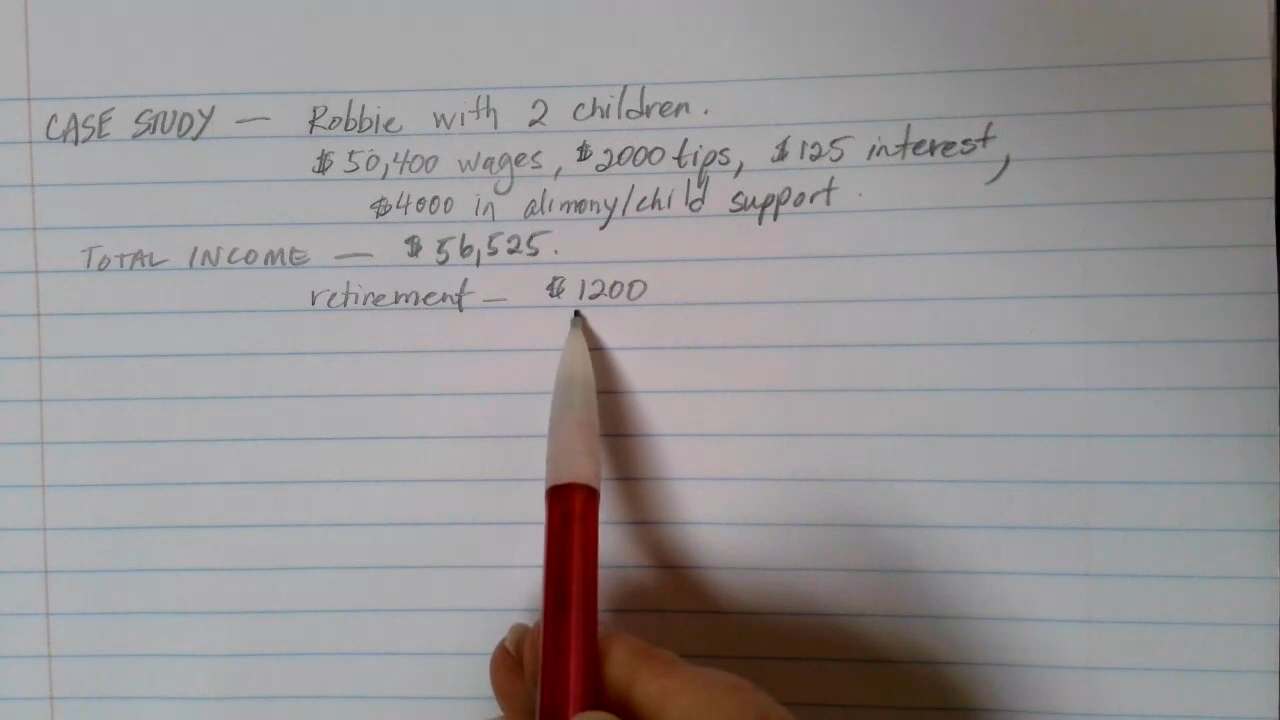 CASE STUDY — Robbie with 2 children.
$50,400 wages, $2000 tips, $125 interest,
$4000 in alimony/child support.
TOTAL INCOME — $56,525.
retirement – $1200